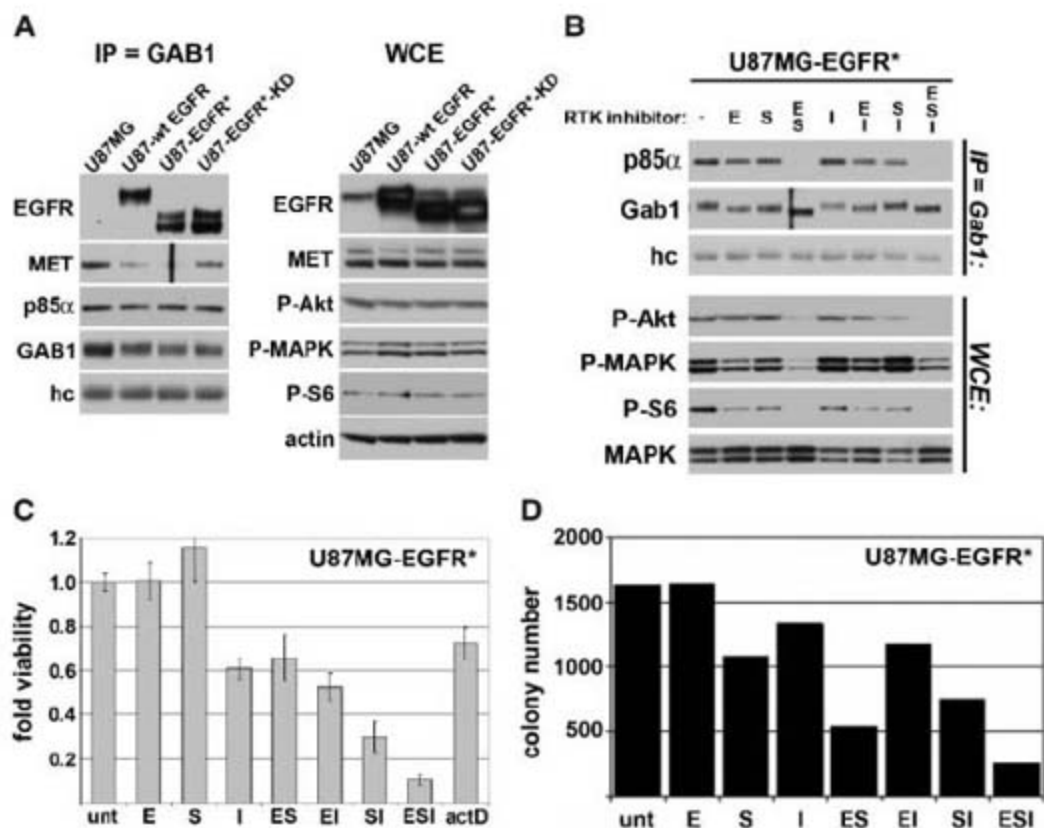 A
IP = GAB1
U87MG
U87-wt EGFR
U87-EGFR*
U87-EGFR*-KD
EGFR
MET
p85α
GAB1
hc
WCE
U87MG
U87-wt EGFR
U87-EGFR*
U87-EGFR*-KD
EGFR
MET
P-Akt
P-MAPK
P-S6
actin
B
U87MG-EGFR*
RTK inhibitor: - E S ES I EI SI ESI
p85α
Gab1
hc
IP = Gab1:
P-Akt
P-MAPK
P-S6
MAPK
WCE:
C
U87MG-EGFR*
fold viability
1.2
1.0
0.8
0.6
0.4
0.2
unt E S I ES EI SI ESI actD
D
U87MG-EGFR*
colony number
2000
1500
1000
500
unt E S I ES EI SI ESI